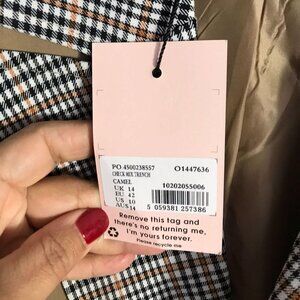 PO 4500238557 O1447636
CHECK MIX TRENCH
CAMEL
UK 14 10202055006
EU 42
US 10
AUS 14 5 059381 257386
Remove this tag and
there's no returning me,
I'm yours forever.
Please recycle me